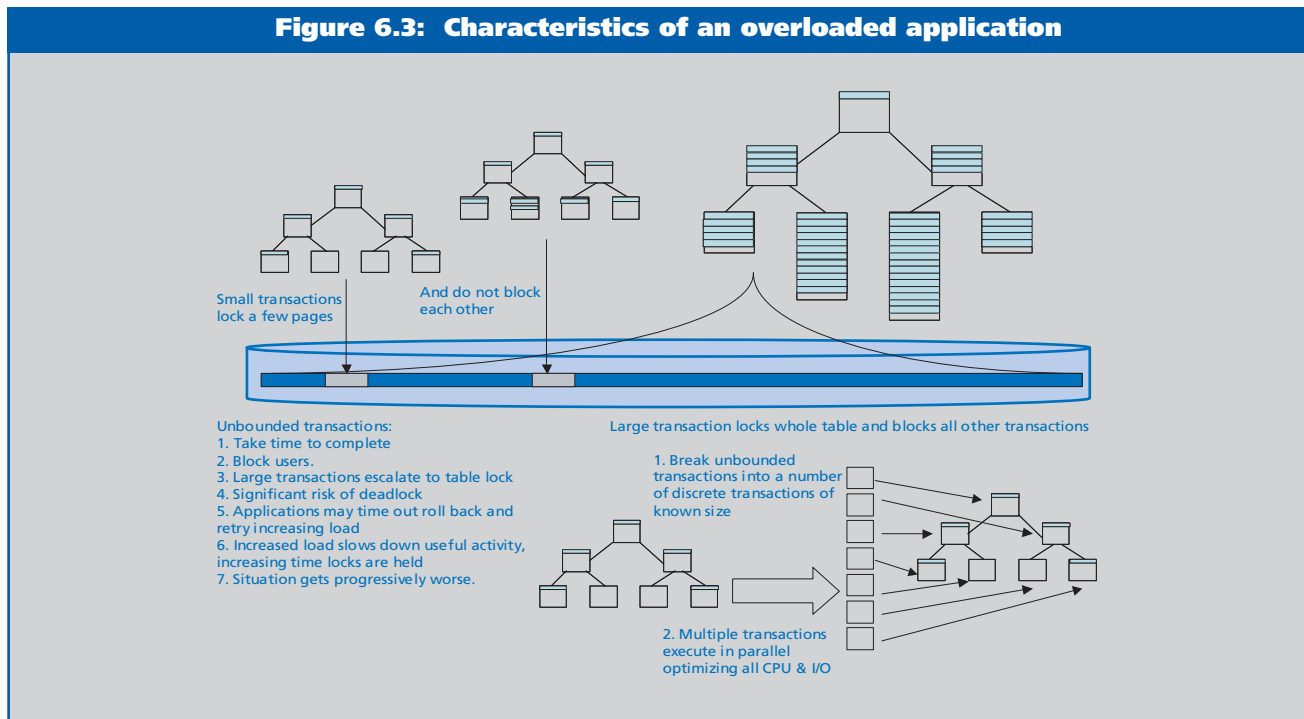 Figure 6.3: Characteristics of an overloaded application
Small transactions
lock a few pages
And do not block
each other
Unbounded transactions:
1. Take time to complete
2. Block users.
3. Large transactions escalate to table lock
4. Significant risk of deadlock
5. Applications may time out roll back and
retry increasing load
6. Increased load slows down useful activity,
increasing time locks are held
7. Situation gets progressively worse.
Large transaction locks whole table and blocks all other transactions
1. Break unbounded
transactions into a number
of discrete transactions of
known size
2. Multiple transactions
execute in parallel
optimizing all CPU & I/O